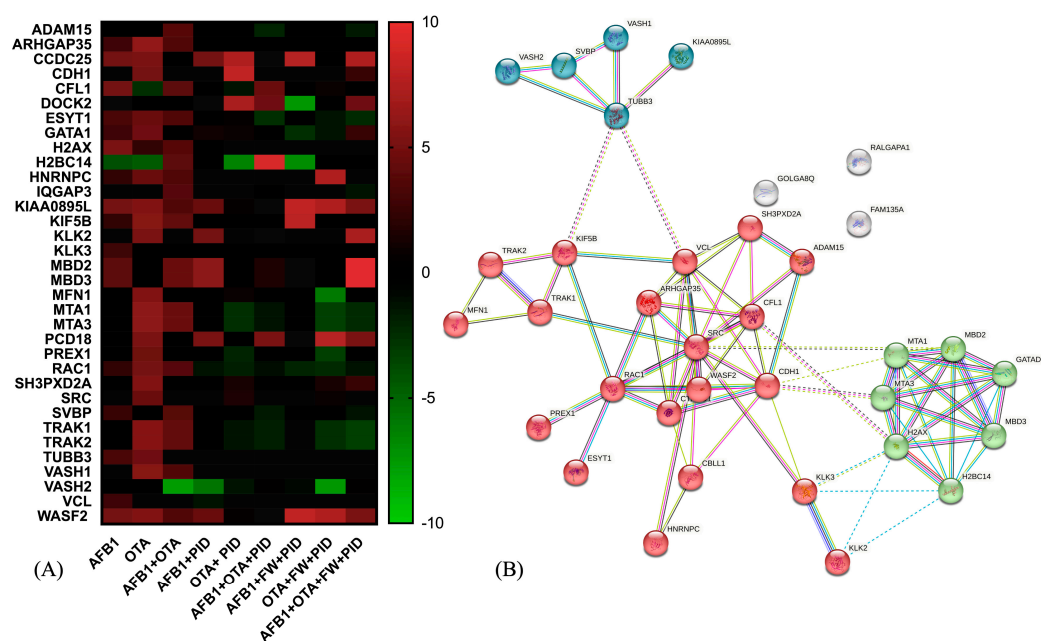 ADAM15
ARHGAP35
CCDC25
CDH1
CFL1
DOCK2
ESYT1
GATA1
H2AX
H2BC14
HNRNPC
IQGAP3
KIAA0895L
KIF5B
KLK2
KLK3
MBD2
MBD3
MFN1
MTA1
MTA3
PCD18
PREX1
RAC1
SH3PXD2A
SRC
SVBP
TRAK1
TRAK2
TUBB3
VASH1
VASH2
VCL
WASF2
AFB1
OTA
AFB1+OTA
AFB1+PID
OTA+PID
AFB1+OTA+PID
AFB1+FW+PID
OTA+FW+PID
AFB1+OTA+FW+PID
10
5
0
-5
-10
(A)
VASH1
SVBP
KIAA0895L
VASH2
TUBB3
RALGAPA1
GOLGA8Q
FAM135A
SH3PXD2A
KIF5B
VCL
ADAM15
TRAK2
ARHGAP35
CFL1
TRAK1
MFN1
SRC
MTA1
MBD2
GATAD
RAC1
WASF2
CDH1
MTA3
PREX1
H2AX
MBD3
ESYT1
CBLL1
KLK3
H2BC14
HNRNPC
KLK2
(B)